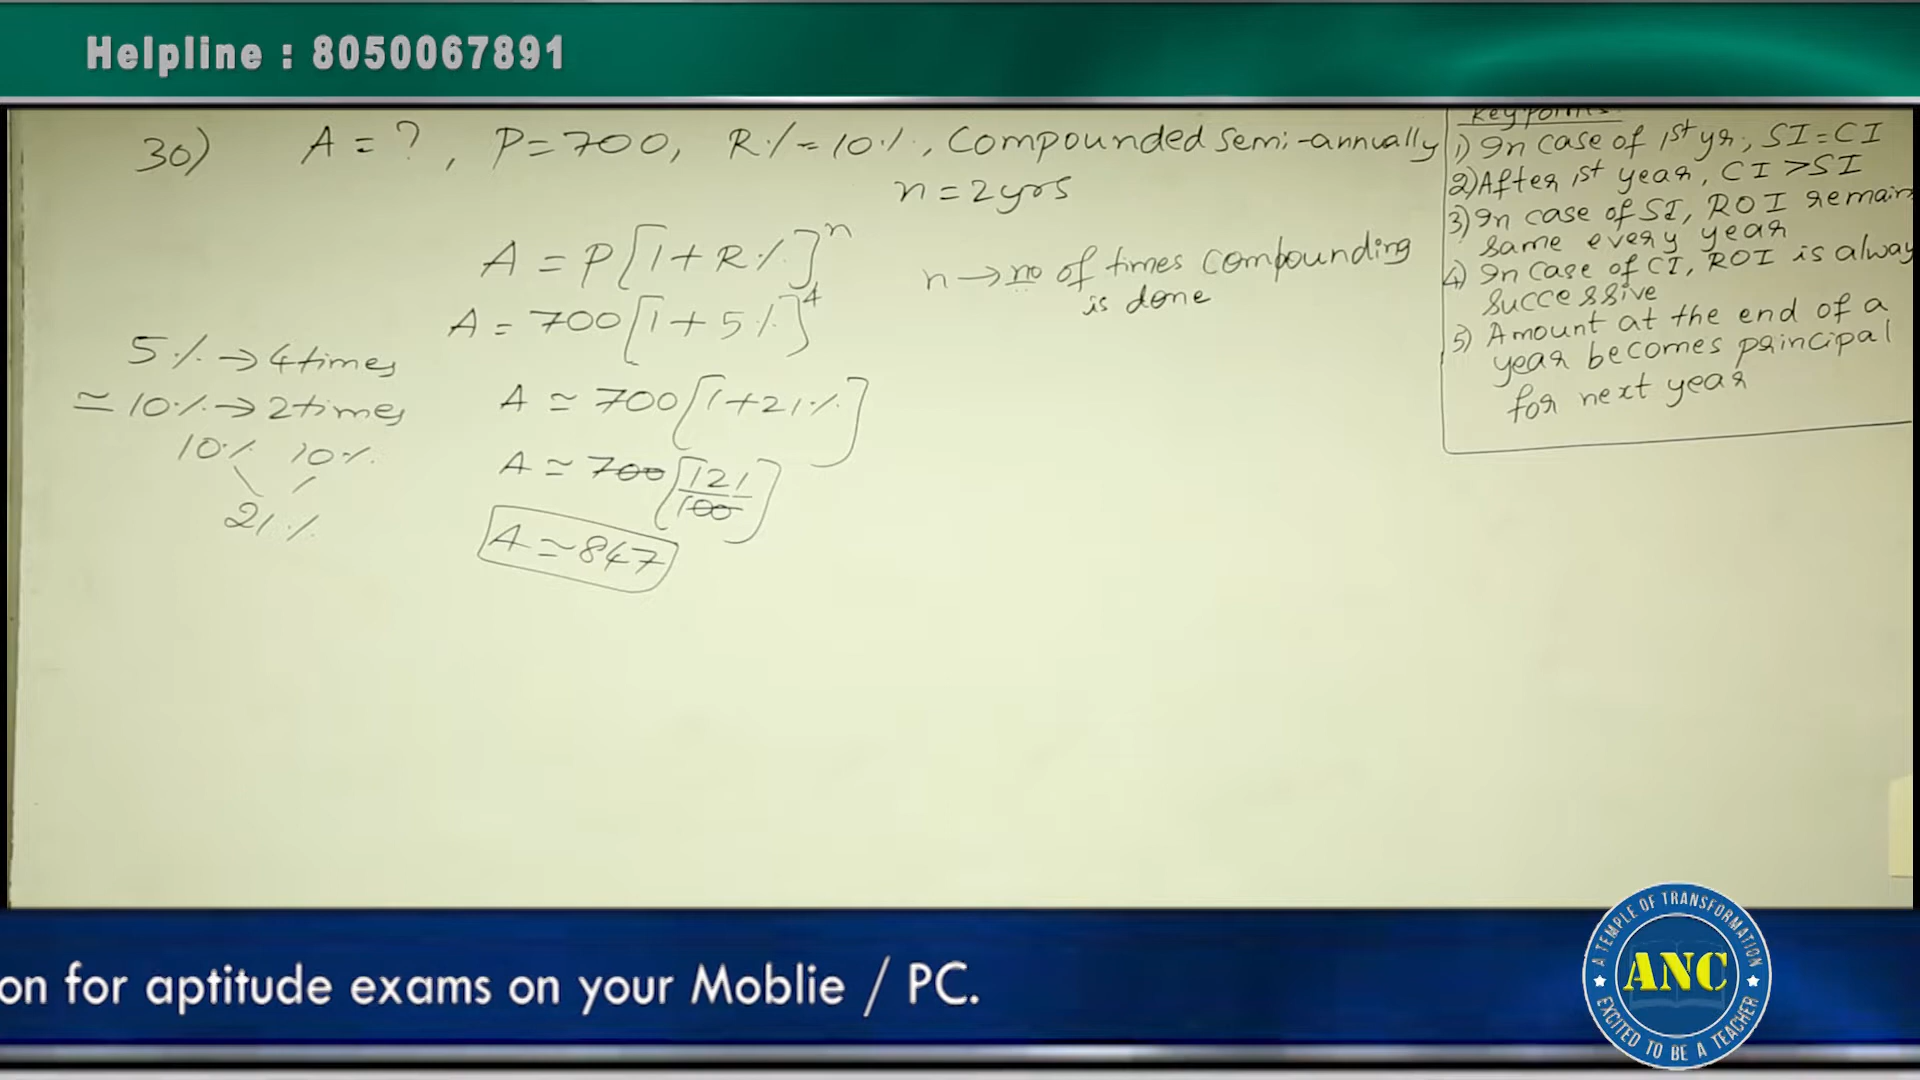 Helpline : 8050067891
30) A = ? , P = 700, R% = 10%, Compounded semi-annually
n = 2yrs
A = P[1+R%]^n
n → no of times compounding
is done
A = 700[1+5%]^4
5% → 4 times
≃ 10% → 2 times
10% 10%
21%
A ≃ 700[1+21%]
A ≃ 700[121/100]
A ≃ 847
Key points
1) In case of 1st yr, SI = CI
2) After 1st year, CI > SI
3) In case of SI, ROI remain
same every year
4) In case of CI, ROI is alway
successive
5) Amount at the end of a
year becomes principal
for next year
on for aptitude exams on your Moblie / PC.
A TEMPLE OF TRANSFORMATION
ANC
EXCITED TO BE A TEACHER